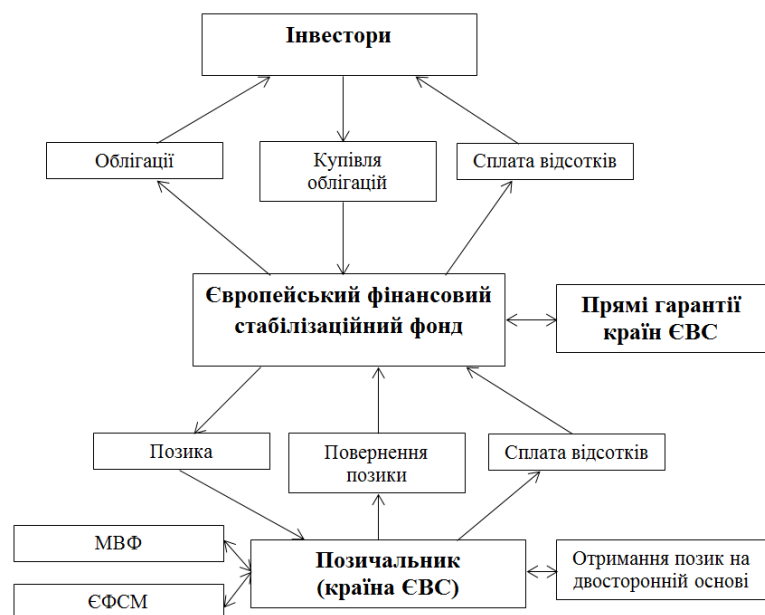 Інвестори
Облігації
Купівля
облігацій
Сплата відсотків
Європейський фінансовий
стабілізаційний фонд
Прямі гарантії
країн ЄВС
Позика
Повернення
позики
Сплата відсотків
МВФ
ЄФСМ
Позичальник
(країна ЄВС)
Отримання позик на
двосторонній основі